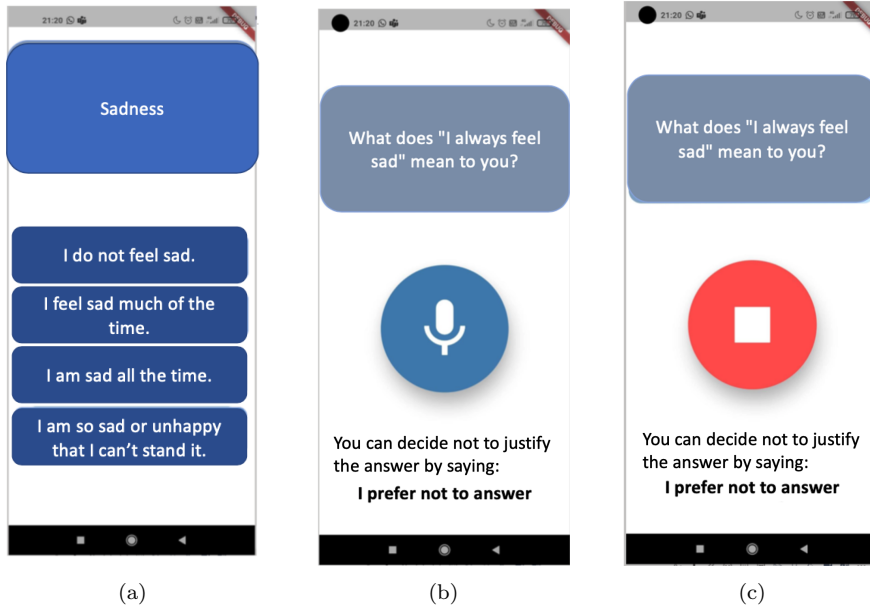 21:20
Sadness
I do not feel sad.
I feel sad much of the
time.
I am sad all the time.
I am so sad or unhappy
that I can’t stand it.
(a)
21:20
What does "I always feel
sad" mean to you?
You can decide not to justify
the answer by saying:
I prefer not to answer
(b)
21:20
What does "I always feel
sad" mean to you?
You can decide not to justify
the answer by saying:
I prefer not to answer
(c)